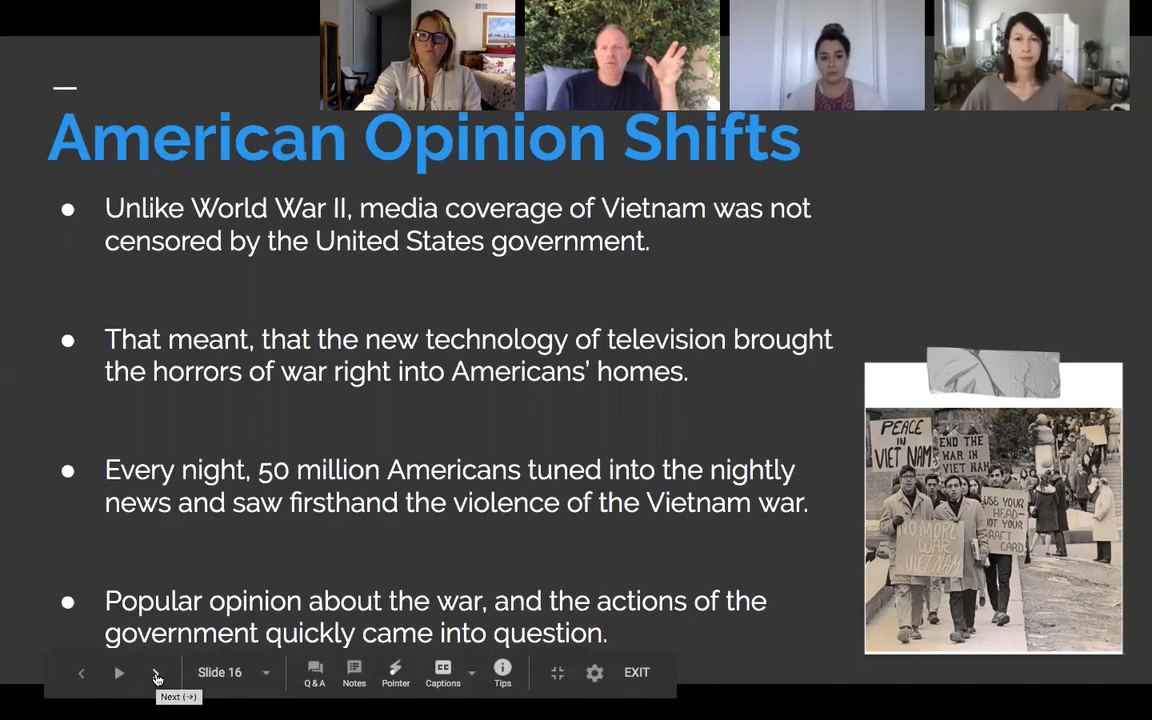 American Opinion Shifts
● Unlike World War II, media coverage of Vietnam was not
censored by the United States government.
● That meant, that the new technology of television brought
the horrors of war right into Americans' homes.
● Every night, 50 million Americans tuned into the nightly
news and saw firsthand the violence of the Vietnam war.
● Popular opinion about the war, and the actions of the
government quickly came into question.
PEACE
IN
VIET NAM
END THE
WAR IN
VIET NAM
USE YOUR
HEAD-
NOT YOUR
DRAFT
CARD
NO MORE
WAR
VIET NAM
Slide 16
Q & A
Notes
Pointer
Captions
Tips
EXIT
Next (→)